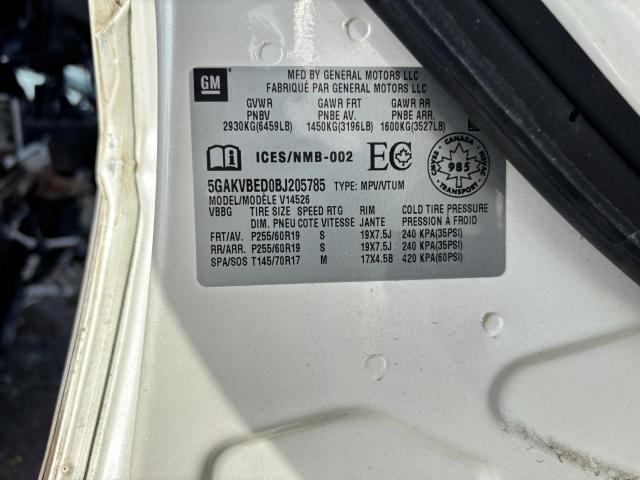 GM
MFD BY GENERAL MOTORS LLC
FABRIQUÉ PAR GENERAL MOTORS LLC
GVWR GAWR FRT GAWR RR
PNBV PNBE AV. PNBE ARR.
2930KG(6459LB) 1450KG(3196LB) 1600KG(3527LB)
ICES/NMB-002 EC
CANADA
985
CMVSS NSVAC
TRANSPORT
5GAKVBED0BJ205785 TYPE: MPV/VTUM
MODEL/MODÈLE V14526
VBBG TIRE SIZE SPEED RTG RIM COLD TIRE PRESSURE
DIM. PNEU COTE VITESSE JANTE PRESSION À FROID
FRT/AV. P255/60R19 S 19X7.5J 240 KPA(35PSI)
RR/ARR. P255/60R19 S 19X7.5J 240 KPA(35PSI)
SPA/SOS T145/70R17 M 17X4.5B 420 KPA(60PSI)